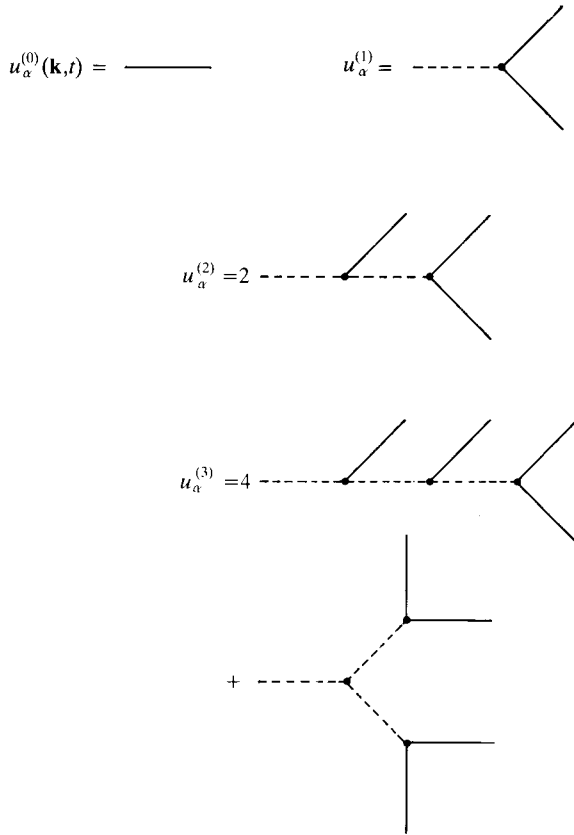 u_α^(0)(k,t) =
u_α^(1) =
u_α^(2) = 2
u_α^(3) = 4
+